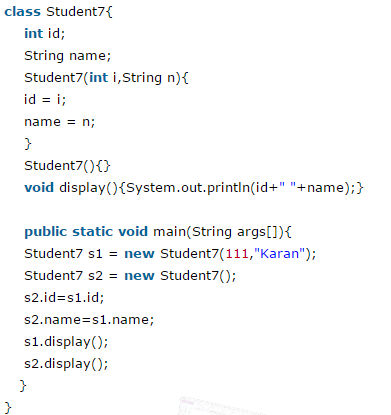 class Student7{
int id;
String name;
Student7(int i,String n){
id = i;
name = n;
}
Student7(){}
void display(){System.out.println(id+" "+name);}
public static void main(String args[]){
Student7 s1 = new Student7(111,"Karan");
Student7 s2 = new Student7();
s2.id=s1.id;
s2.name=s1.name;
s1.display();
s2.display();
}
}